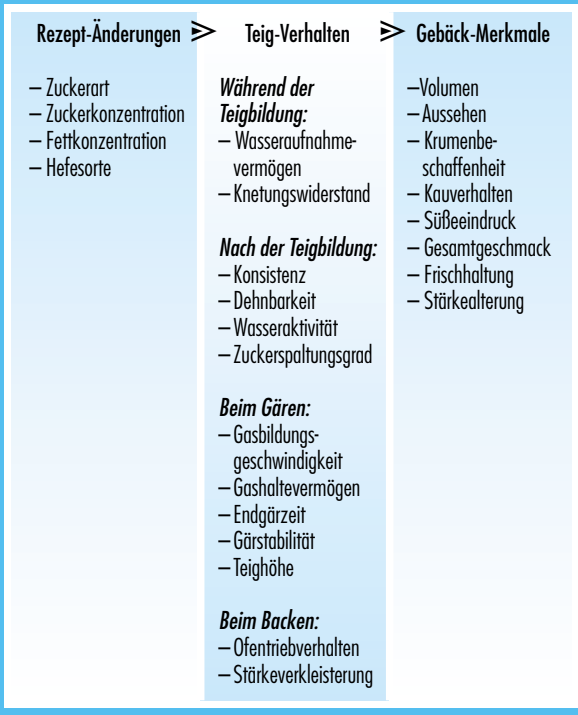 Rezept-Änderungen > Teig-Verhalten > Gebäck-Merkmale
– Zuckerart
– Zuckerkonzentration
– Fettkonzentration
– Hefesorte
Während der
Teigbildung:
– Wasseraufnahme-
vermögen
– Knetungswiderstand
Nach der Teigbildung:
– Konsistenz
– Dehnbarkeit
– Wasseraktivität
– Zuckerspaltungsgrad
Beim Gären:
– Gasbildungs-
geschwindigkeit
– Gashaltevermögen
– Endgärzeit
– Gärstabilität
– Teighöhe
Beim Backen:
– Ofentriebverhalten
– Stärkeverkleisterung
–Volumen
– Aussehen
– Krumenbe-
schaffenheit
– Kauverhalten
– Süßeeindruck
– Gesamtgeschmack
– Frischhaltung
– Stärkealterung